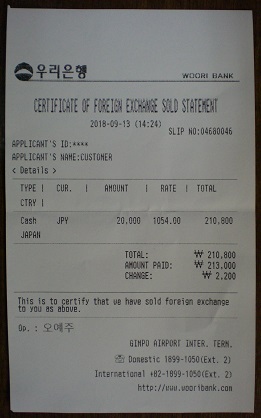 우리은행 WOORI BANK
CERTIFICATE OF FOREIGN EXCHANGE SOLD STATEMENT
2018-09-13 (14:24)
SLIP NO:04680046
APPLICANT'S ID:****
APPLICANT'S NAME:CUSTOMER
< Details >
TYPE | CUR. | AMOUNT | RATE | TOTAL
CTRY |
Cash JPY 20,000 1054.00 210,800
JAPAN
TOTAL: ₩ 210,800
AMOUNT PAID: ₩ 213,000
CHANGE: ₩ 2,200
This is to certify that we have sold foreign exchange
to you as above.
Op. : 오예주
GIMPO AIRPORT INTER. TERM.
☏ Domestic 1899-1050(Ext. 2)
International +82-1899-1050(Ext. 2)
http://www.wooribank.com